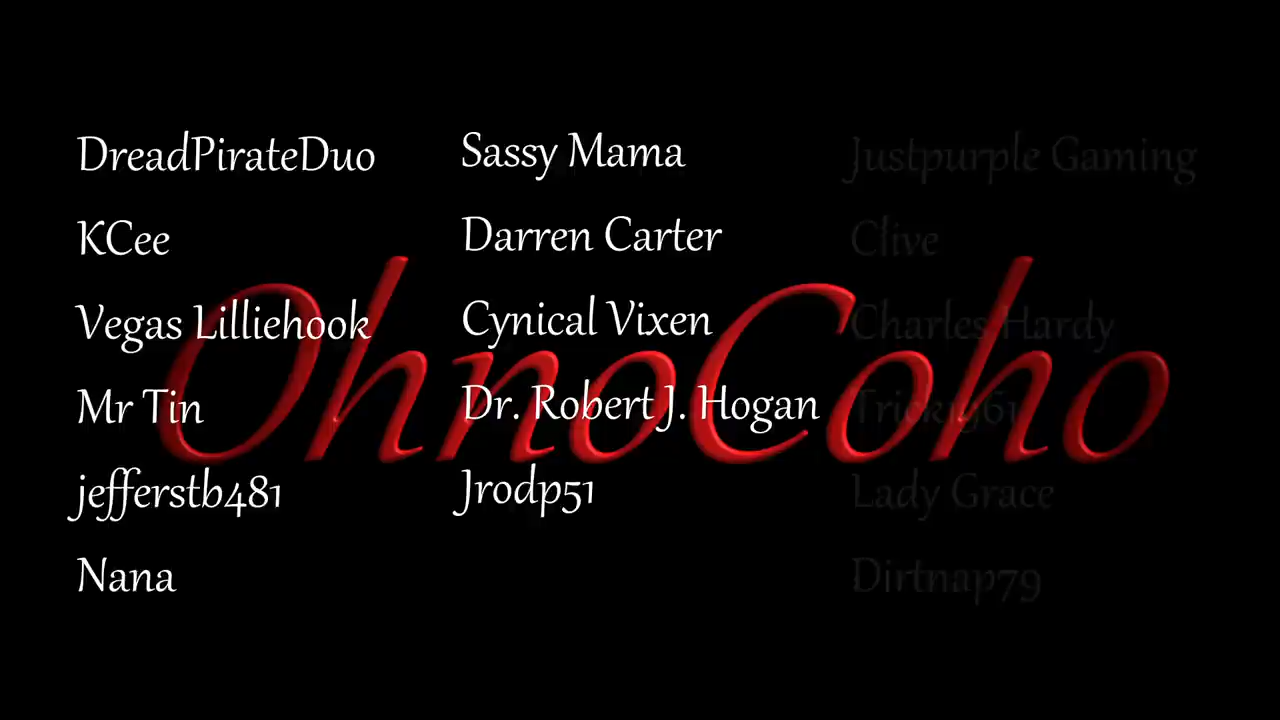 DreadPirateDuo
KCee
Vegas Lilliehook
Mr Tin
jefferstb481
Nana
Sassy Mama
Darren Carter
Cynical Vixen
Dr. Robert J. Hogan
Jrodp51
Justpurple Gaming
Clive
Charles Hardy
Lady Grace
Dirtnap79
OhnoCoho